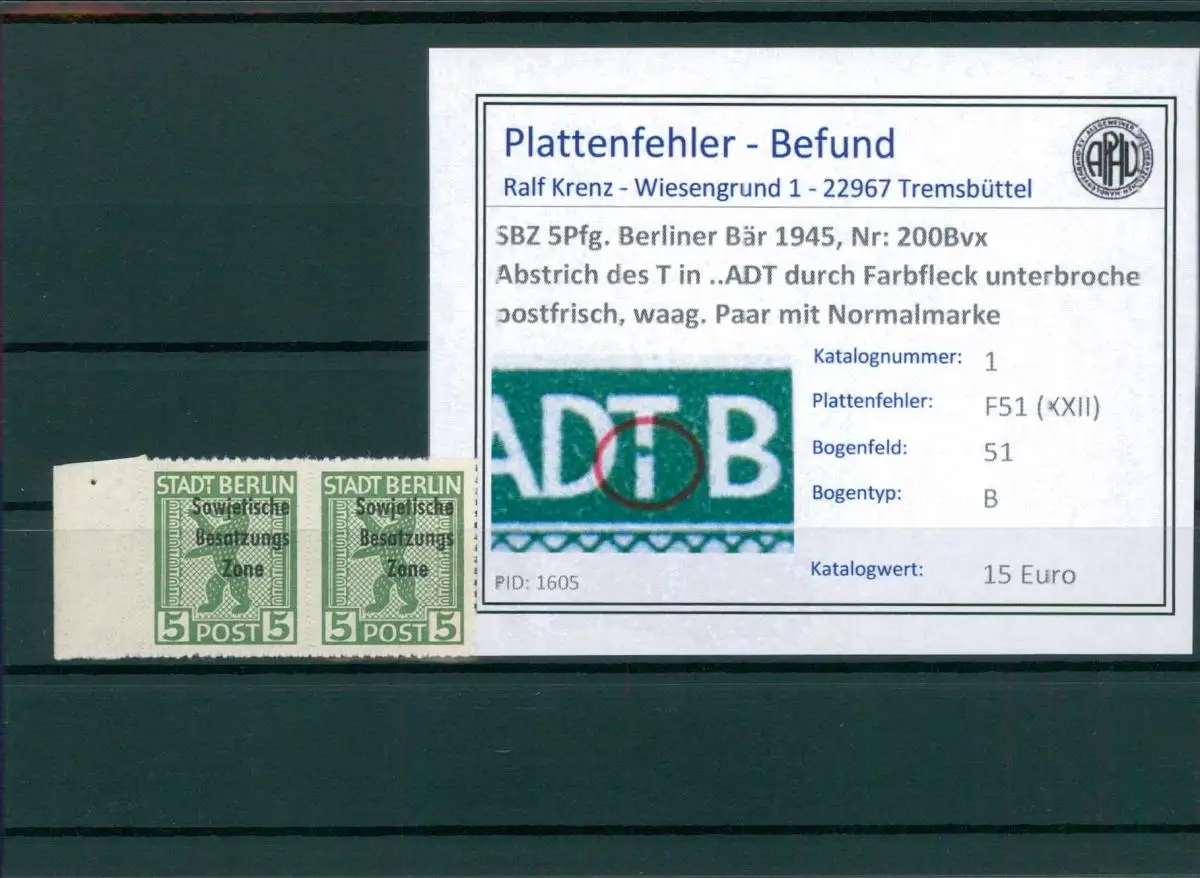 Plattenfehler - Befund
Ralf Krenz - Wiesengrund 1 - 22967 Tremsbüttel
APHV
SBZ 5Pfg. Berliner Bär 1945, Nr: 200Bvx
Abstrich des T in ..ADT durch Farbfleck unterbroche
postfrisch, waag. Paar mit Normalmarke
ADT B
Katalognummer: 1
Plattenfehler: F51 (XXII)
Bogenfeld: 51
Bogentyp: B
Katalogwert: 15 Euro
PID: 1605
STADT BERLIN
Sowjetische
Besatzungs
Zone
5 POST 5
STADT BERLIN
Sowjetische
Besatzungs
Zone
5 POST 5